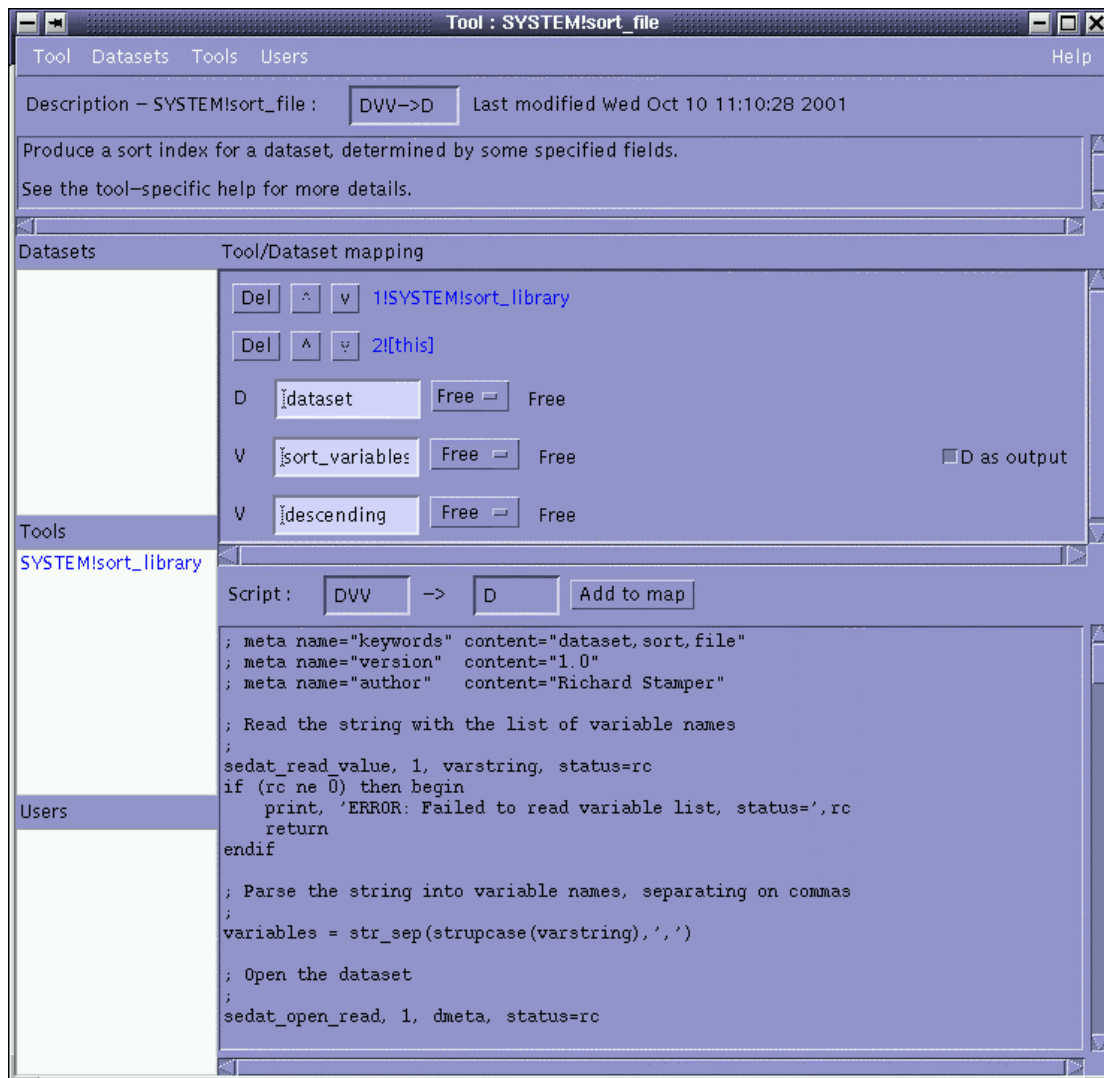 Tool : SYSTEM!sort_file
Tool Datasets Tools Users Help
Description – SYSTEM!sort_file : DVV–>D Last modified Wed Oct 10 11:10:28 2001
Produce a sort index for a dataset, determined by some specified fields.
See the tool–specific help for more details.
Datasets Tool/Dataset mapping
Del ^ v 1!SYSTEM!sort_library
Del ^ v 2![this]
D dataset Free Free
V sort_variables Free Free D as output
V descending Free Free
Tools
SYSTEM!sort_library
Script : DVV –> D Add to map
; meta name="keywords" content="dataset,sort,file"
; meta name="version" content="1.0"
; meta name="author" content="Richard Stamper"
; Read the string with the list of variable names
;
sedat_read_value, 1, varstring, status=rc
if (rc ne 0) then begin
print, 'ERROR: Failed to read variable list, status=',rc
return
endif
Users
; Parse the string into variable names, separating on commas
;
variables = str_sep(strupcase(varstring),',')
; Open the dataset
;
sedat_open_read, 1, dmeta, status=rc